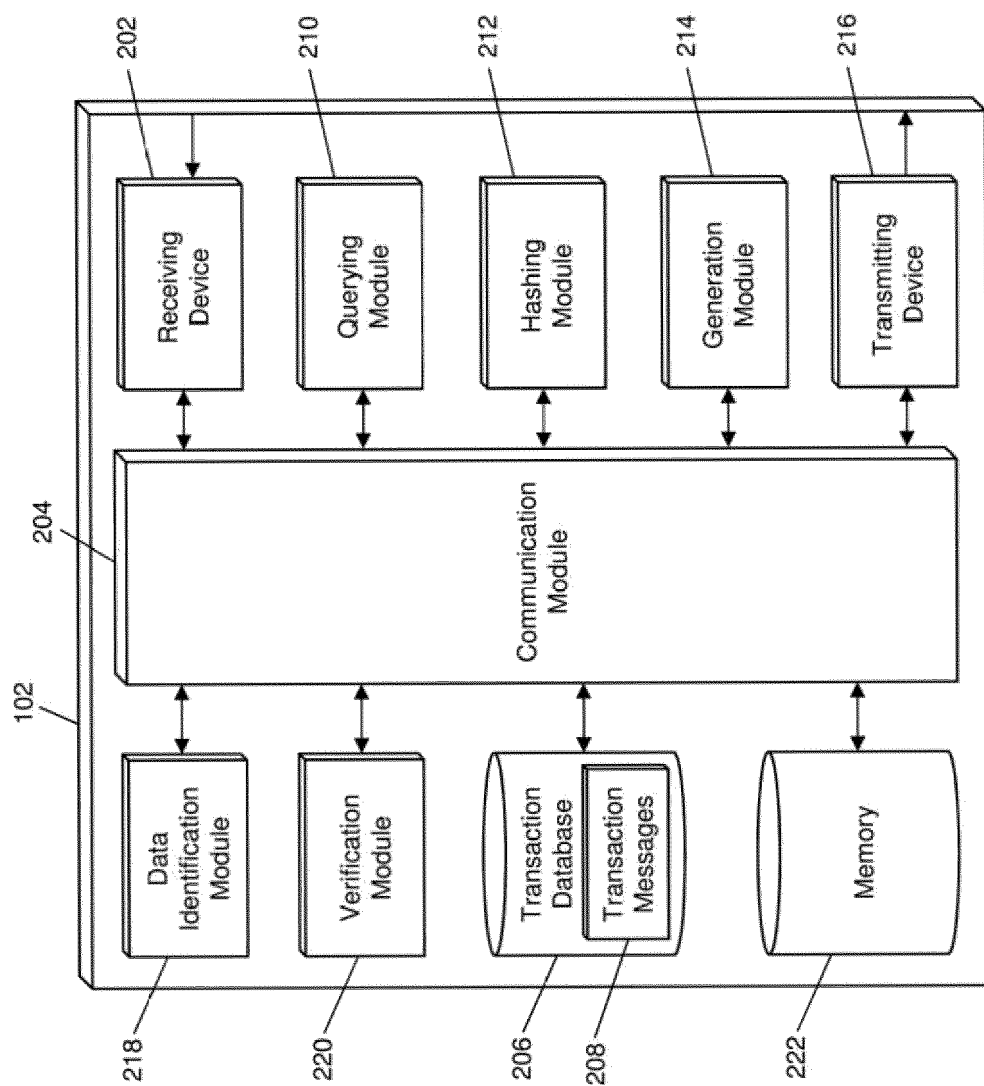 102
204
202
Data
Identification
Module
Receiving
Device
218
210
Verification
Module
Querying
Module
220
212
Communication
Module
Transaction
Database
Hashing
Module
206
Transaction
Messages
208
214
Generation
Module
216
Memory
Transmitting
Device
222